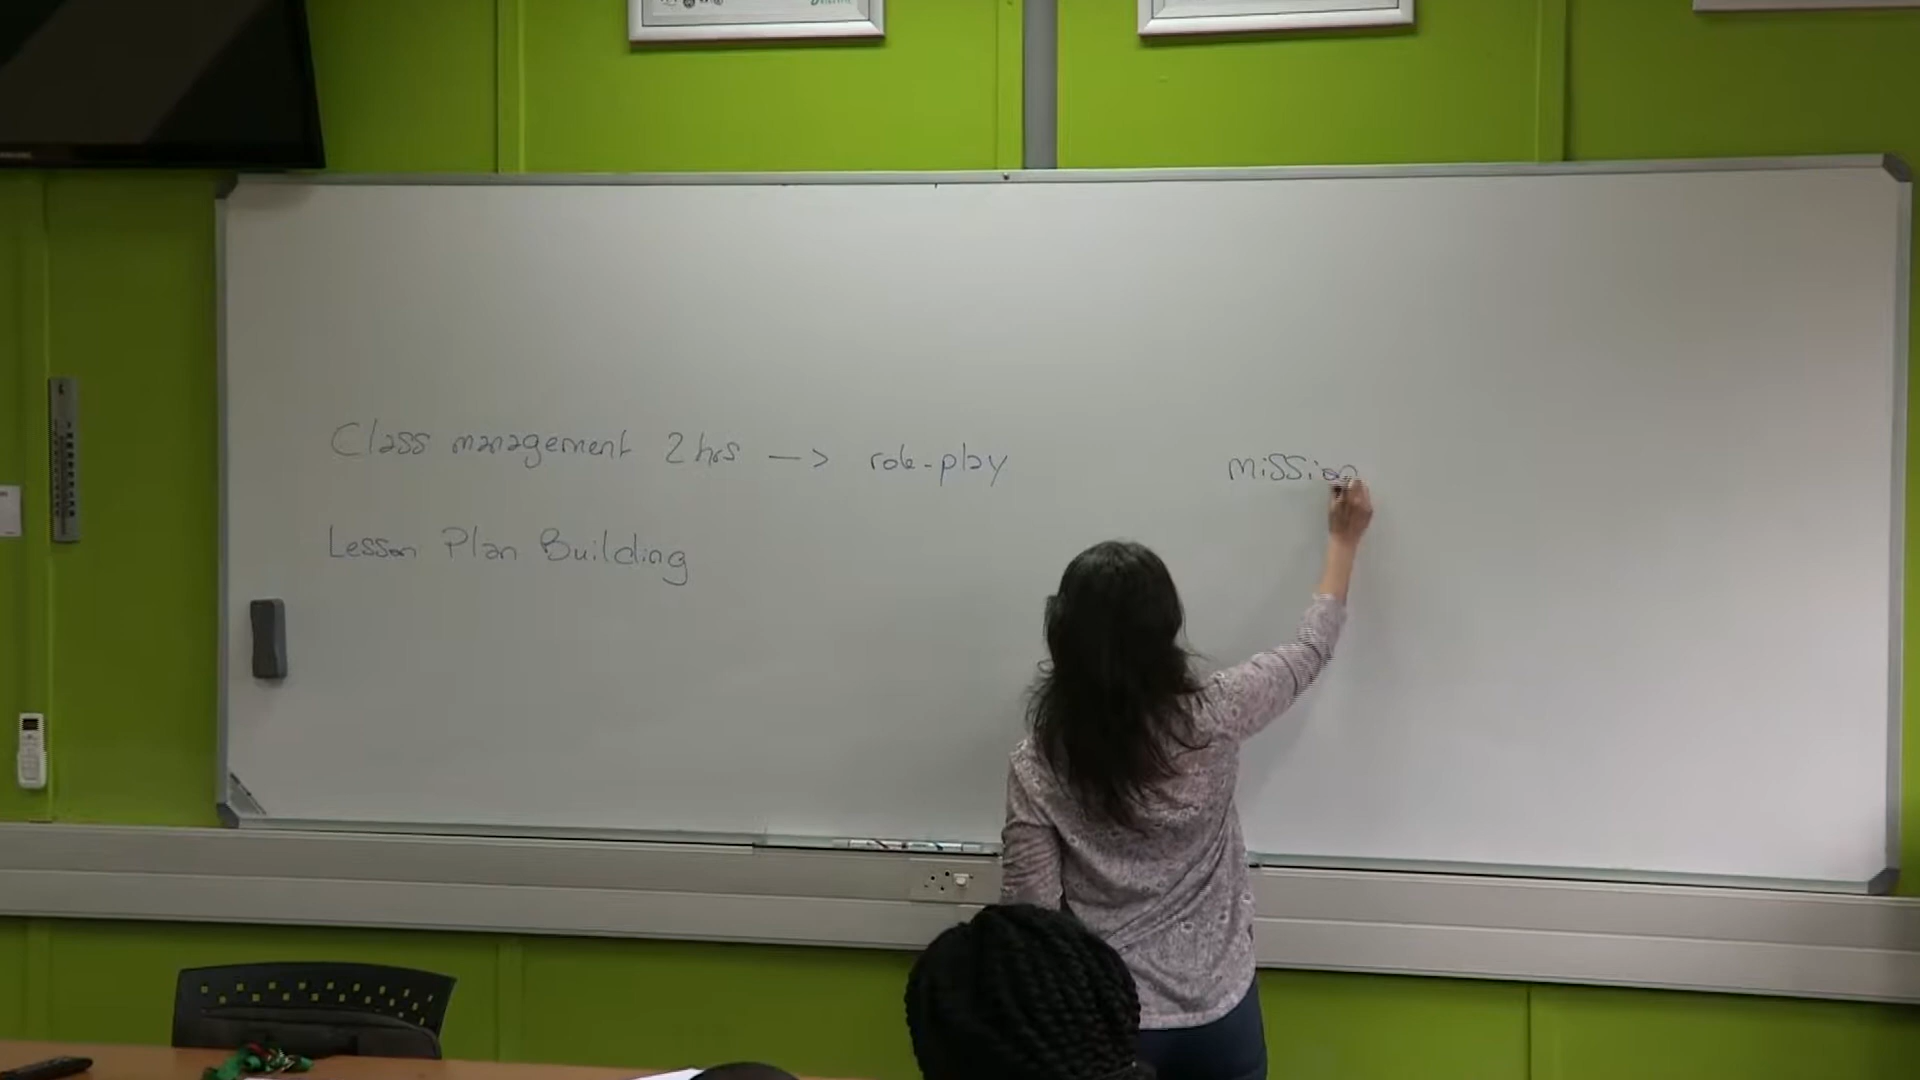 Class management 2 hrs —> role-play
mission
Lesson Plan Building